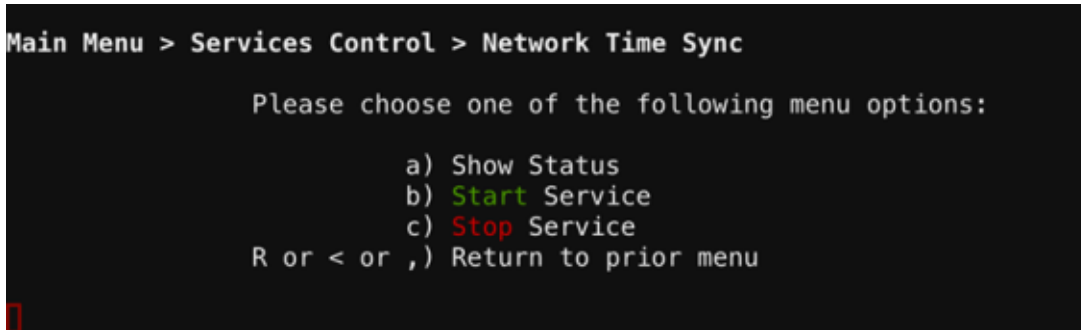 Main Menu > Services Control > Network Time Sync
Please choose one of the following menu options:
a) Show Status
b) Start Service
c) Stop Service
R or < or ,) Return to prior menu